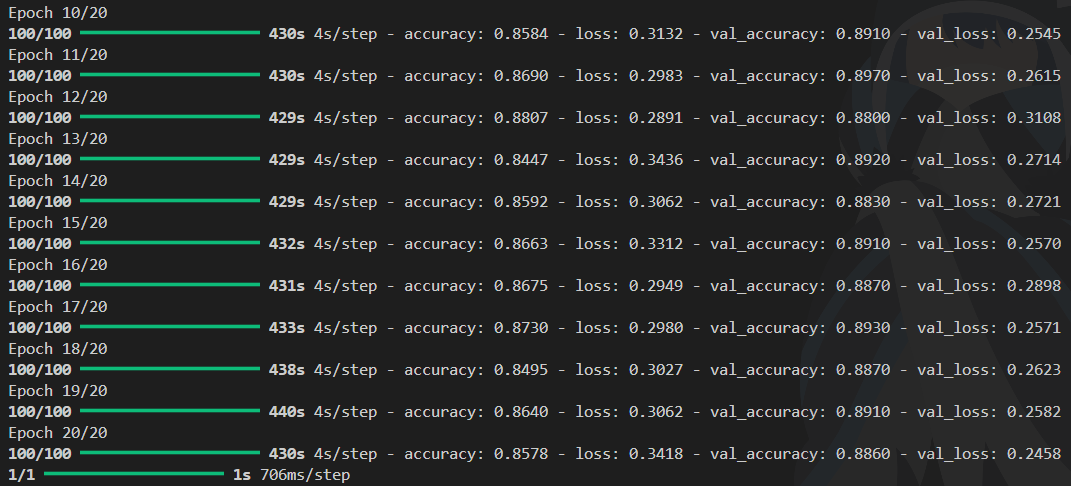 Epoch 10/20
100/100 430s 4s/step - accuracy: 0.8584 - loss: 0.3132 - val_accuracy: 0.8910 - val_loss: 0.2545
Epoch 11/20
100/100 430s 4s/step - accuracy: 0.8690 - loss: 0.2983 - val_accuracy: 0.8970 - val_loss: 0.2615
Epoch 12/20
100/100 429s 4s/step - accuracy: 0.8807 - loss: 0.2891 - val_accuracy: 0.8800 - val_loss: 0.3108
Epoch 13/20
100/100 429s 4s/step - accuracy: 0.8447 - loss: 0.3436 - val_accuracy: 0.8920 - val_loss: 0.2714
Epoch 14/20
100/100 429s 4s/step - accuracy: 0.8592 - loss: 0.3062 - val_accuracy: 0.8830 - val_loss: 0.2721
Epoch 15/20
100/100 432s 4s/step - accuracy: 0.8663 - loss: 0.3312 - val_accuracy: 0.8910 - val_loss: 0.2570
Epoch 16/20
100/100 431s 4s/step - accuracy: 0.8675 - loss: 0.2949 - val_accuracy: 0.8870 - val_loss: 0.2898
Epoch 17/20
100/100 433s 4s/step - accuracy: 0.8730 - loss: 0.2980 - val_accuracy: 0.8930 - val_loss: 0.2571
Epoch 18/20
100/100 438s 4s/step - accuracy: 0.8495 - loss: 0.3027 - val_accuracy: 0.8870 - val_loss: 0.2623
Epoch 19/20
100/100 440s 4s/step - accuracy: 0.8640 - loss: 0.3062 - val_accuracy: 0.8910 - val_loss: 0.2582
Epoch 20/20
100/100 430s 4s/step - accuracy: 0.8578 - loss: 0.3418 - val_accuracy: 0.8860 - val_loss: 0.2458
1/1 1s 706ms/step